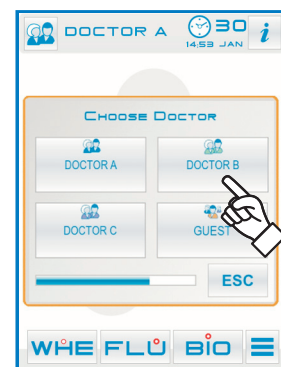 DOCTOR A 30
14:53 JAN i
CHOOSE DOCTOR
DOCTOR A DOCTOR B
DOCTOR C GUEST
ESC
WHE FLU BIO